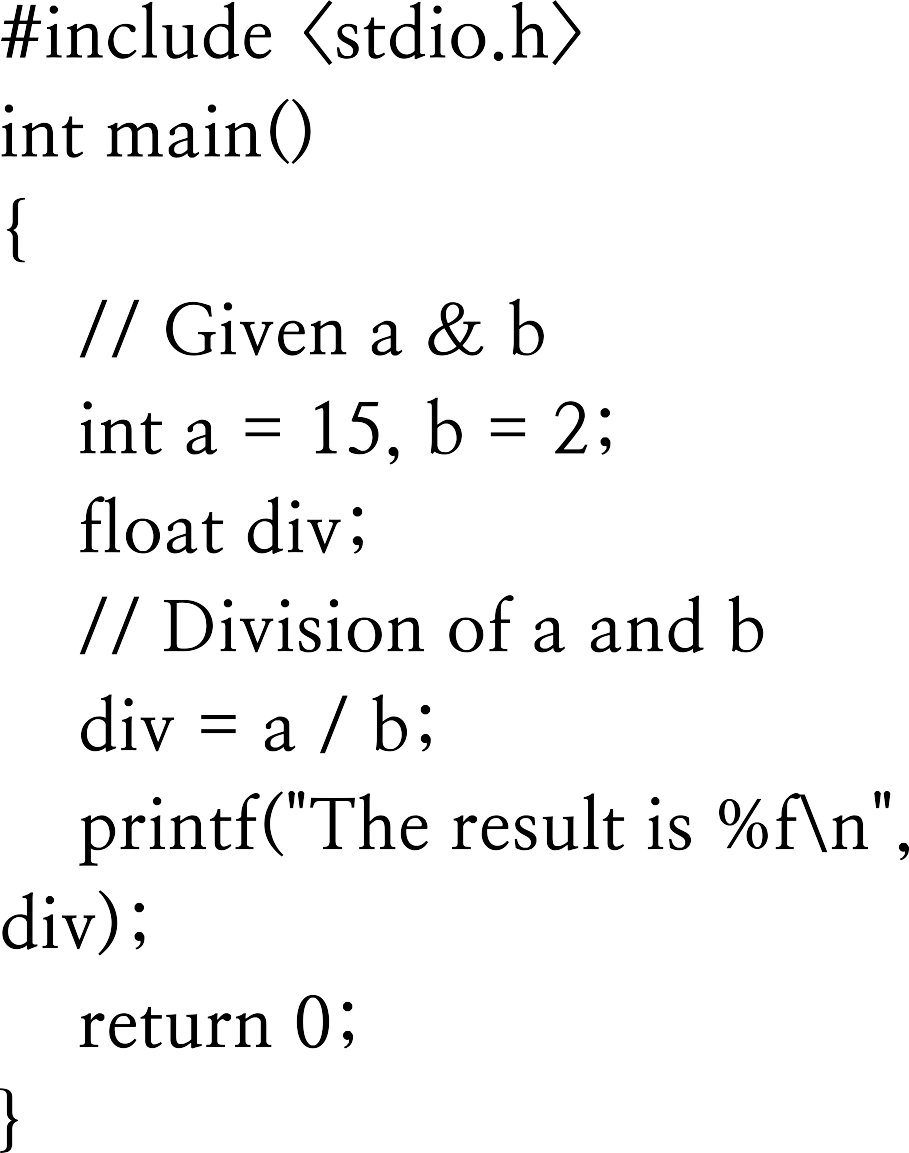 #include <stdio.h>
int main()
{
    // Given a & b
    int a = 15, b = 2;
    float div;
    // Division of a and b
    div = a / b;
    printf("The result is %f\n",
div);
    return 0;
}